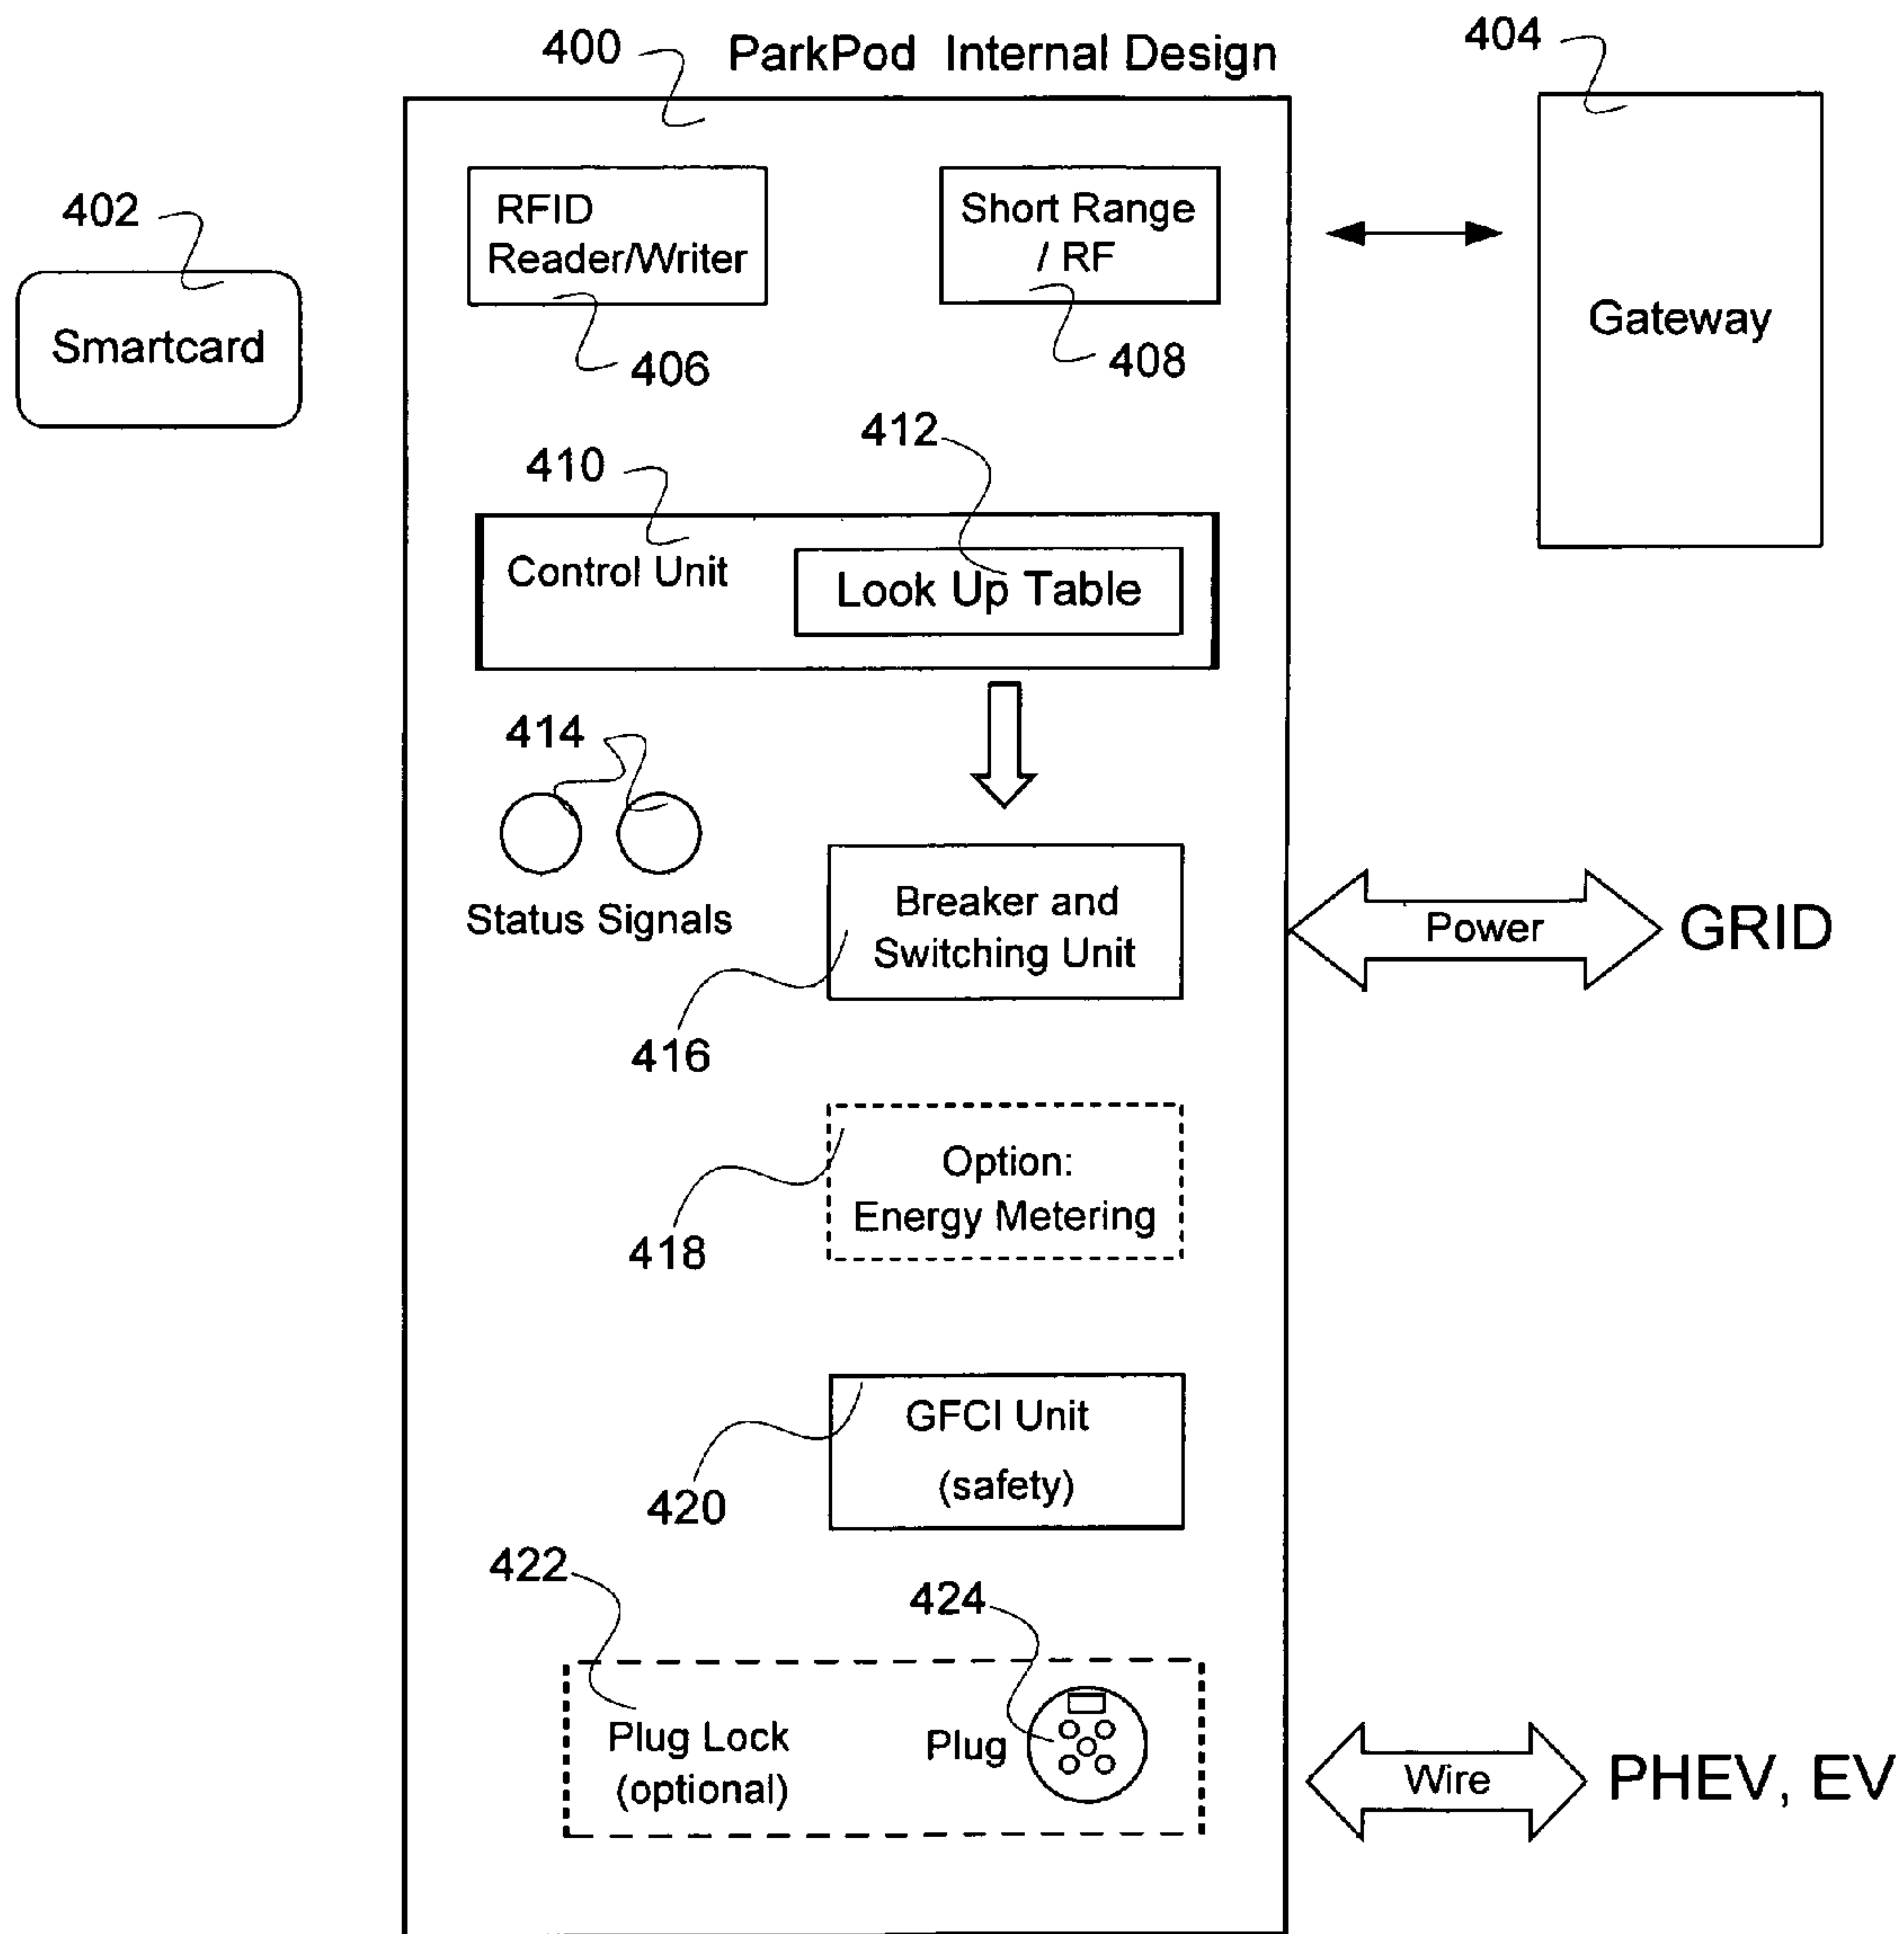 400
ParkPod Internal Design
404
402
Smartcard
RFID
Reader/Writer
406
Short Range
/ RF
408
Gateway
410
412
Control Unit
Look Up Table
414
Status Signals
Breaker and
Switching Unit
416
Power
GRID
Option:
Energy Metering
418
GFCI Unit
(safety)
420
422
424
Plug Lock
(optional)
Plug
Wire
PHEV, EV